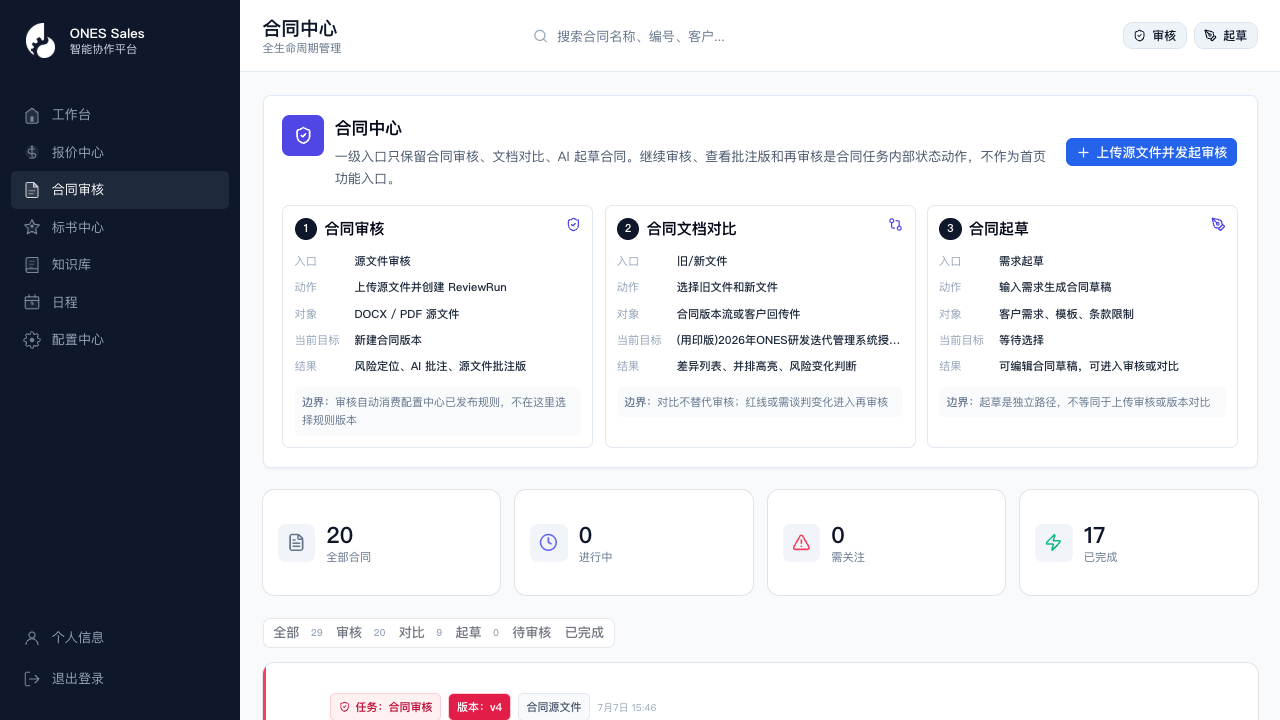 ONES Sales
智能协作平台
工作台
报价中心
合同审核
标书中心
知识库
日程
配置中心
个人信息
退出登录
合同中心
全生命周期管理
搜索合同名称、编号、客户...
审核
起草
合同中心
一级入口只保留合同审核、文档对比、AI 起草合同。继续审核、查看批注版和再审核是合同任务内部状态动作，不作为首页
功能入口。
上传源文件并发起审核
1 合同审核
入口 源文件审核
动作 上传源文件并创建 ReviewRun
对象 DOCX / PDF 源文件
当前目标 新建合同版本
结果 风险定位、AI 批注、源文件批注版
边界：审核自动消费配置中心已发布规则，不在这里选
择规则版本
2 合同文档对比
入口 旧/新文件
动作 选择旧文件和新文件
对象 合同版本流或客户回传件
当前目标 (用印版)2026年ONES研发迭代管理系统授...
结果 差异列表、并排高亮、风险变化判断
边界：对比不替代审核；红线或需谈判变化进入再审核
3 合同起草
入口 需求起草
动作 输入需求生成合同草稿
对象 客户需求、模板、条款限制
当前目标 等待选择
结果 可编辑合同草稿，可进入审核或对比
边界：起草是独立路径，不等同于上传审核或版本对比
20
全部合同
0
进行中
0
需关注
17
已完成
全部 29 审核 20 对比 9 起草 0 待审核 已完成
任务：合同审核 版本：v4 合同源文件 7月7日 15:46